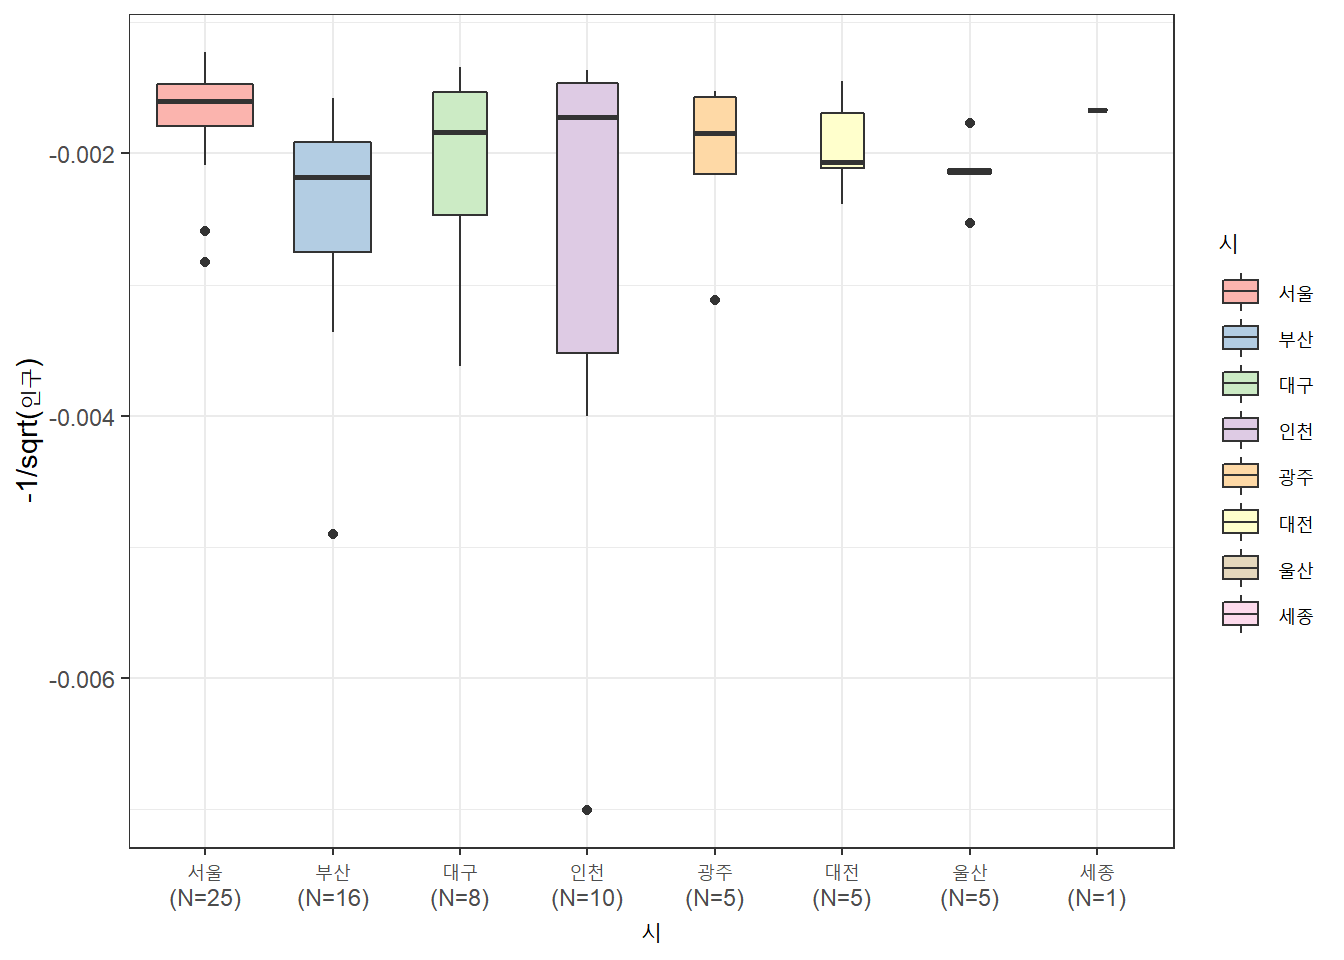 -1/sqrt(인구)
-0.002
-0.004
-0.006
서울
(N=25)
부산
(N=16)
대구
(N=8)
인천
(N=10)
광주
(N=5)
대전
(N=5)
울산
(N=5)
세종
(N=1)
시
시
서울
부산
대구
인천
광주
대전
울산
세종